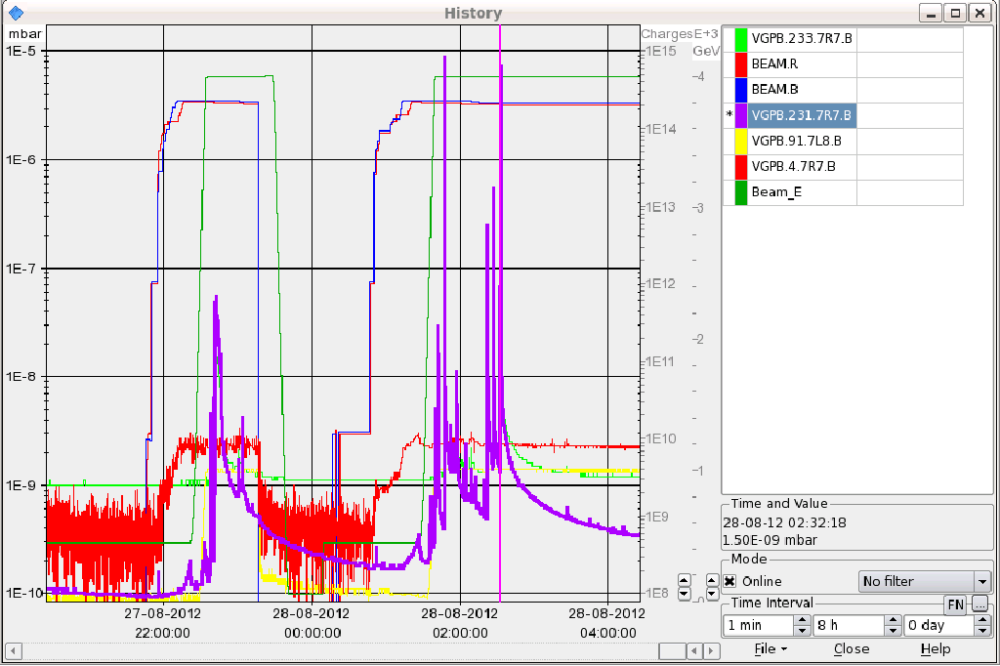 History
mbar
ChargesE+3
GeV
1E-5
1E-6
1E-7
1E-8
1E-9
1E-10
1E15
1E14
1E13
1E12
1E11
1E10
1E9
1E8
-4
-3
-2
-1
-0
27-08-2012
22:00:00
28-08-2012
00:00:00
28-08-2012
02:00:00
28-08-2012
04:00:00
VGPB.233.7R7.B
BEAM.R
BEAM.B
* VGPB.231.7R7.B
VGPB.91.7L8.B
VGPB.4.7R7.B
Beam_E
Time and Value
28-08-12 02:32:18
1.50E-09 mbar
Mode
Online
No filter
Time Interval
FN
...
1 min
8 h
0 day
File
Close
Help